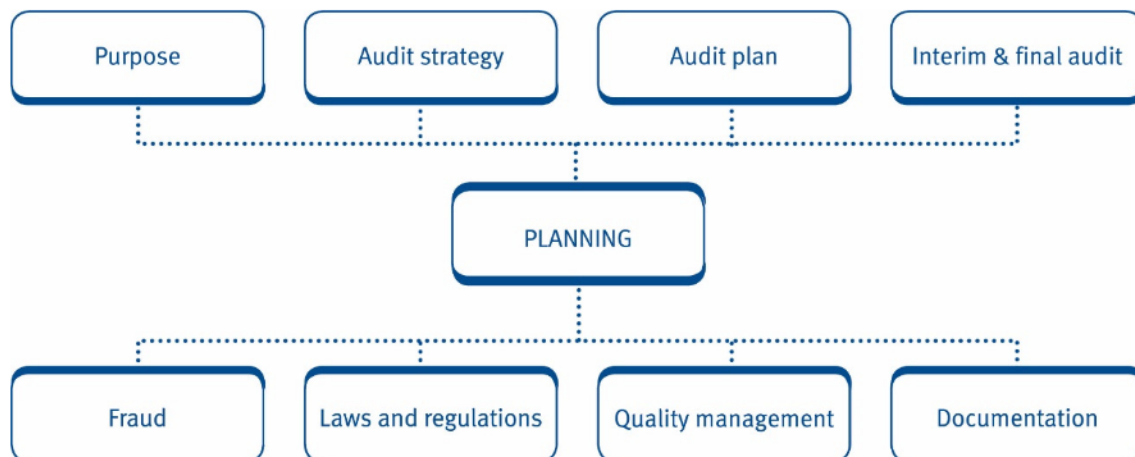 Purpose
Audit strategy
Audit plan
Interim & final audit
PLANNING
Fraud
Laws and regulations
Quality management
Documentation